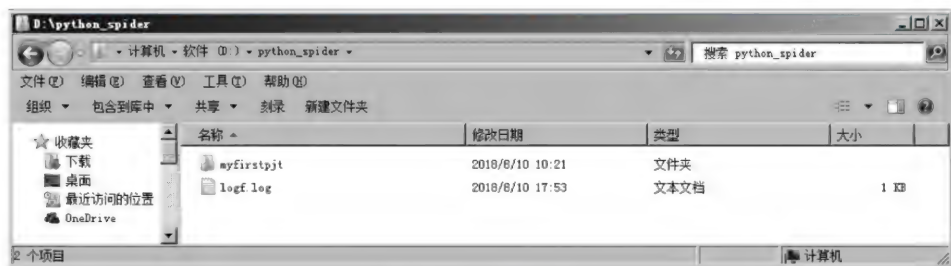 D:\python_spider
计算机 软件 (D:) python_spider
搜索 python_spider
文件(F) 编辑(E) 查看(V) 工具(T) 帮助(H)
组织 包含到库中 共享 刻录 新建文件夹
收藏夹
下载
桌面
最近访问的位置
OneDrive
名称 修改日期 类型 大小
myfirstpjt 2018/8/10 10:21 文件夹
logf.log 2018/8/10 17:53 文本文档 1 KB
2 个项目
计算机